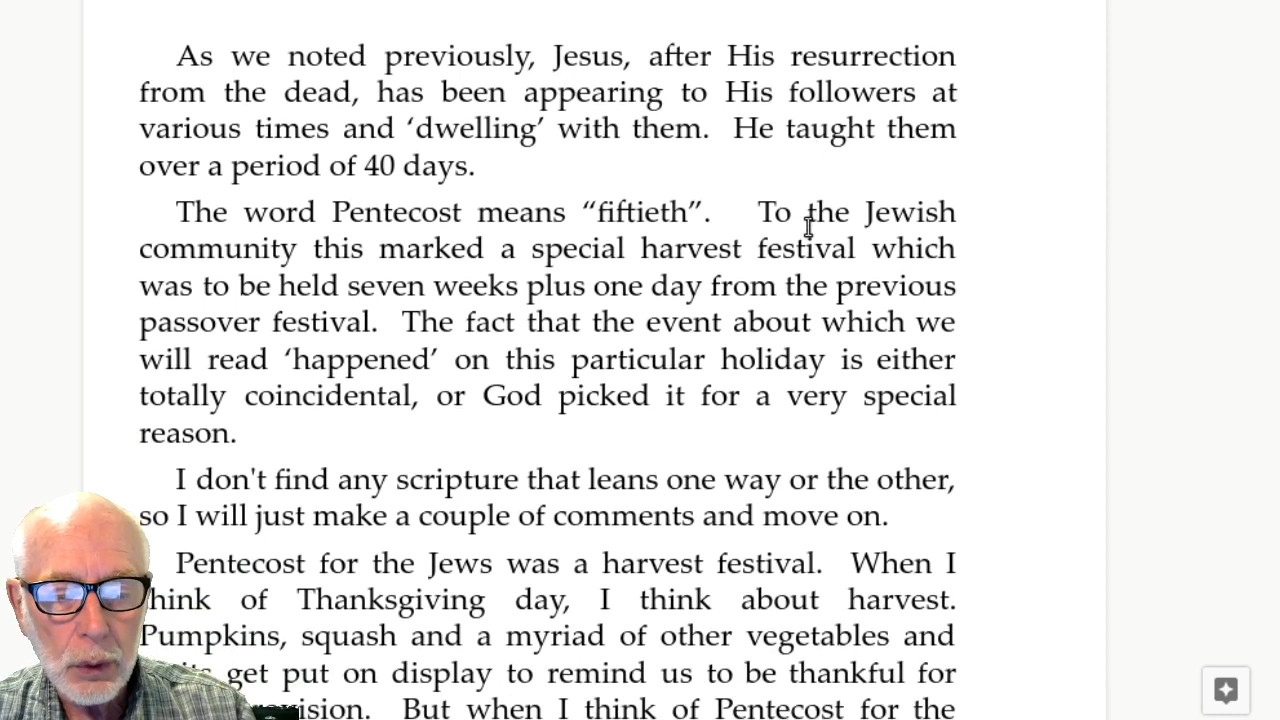 As we noted previously, Jesus, after His resurrection
from the dead, has been appearing to His followers at
various times and ‘dwelling’ with them. He taught them
over a period of 40 days.
The word Pentecost means “fiftieth”. To the Jewish
community this marked a special harvest festival which
was to be held seven weeks plus one day from the previous
passover festival. The fact that the event about which we
will read ‘happened’ on this particular holiday is either
totally coincidental, or God picked it for a very special
reason.
I don't find any scripture that leans one way or the other,
so I will just make a couple of comments and move on.
Pentecost for the Jews was a harvest festival. When I
hink of Thanksgiving day, I think about harvest.
Pumpkins, squash and a myriad of other vegetables and
get put on display to remind us to be thankful for
But when I think of Pentecost for the